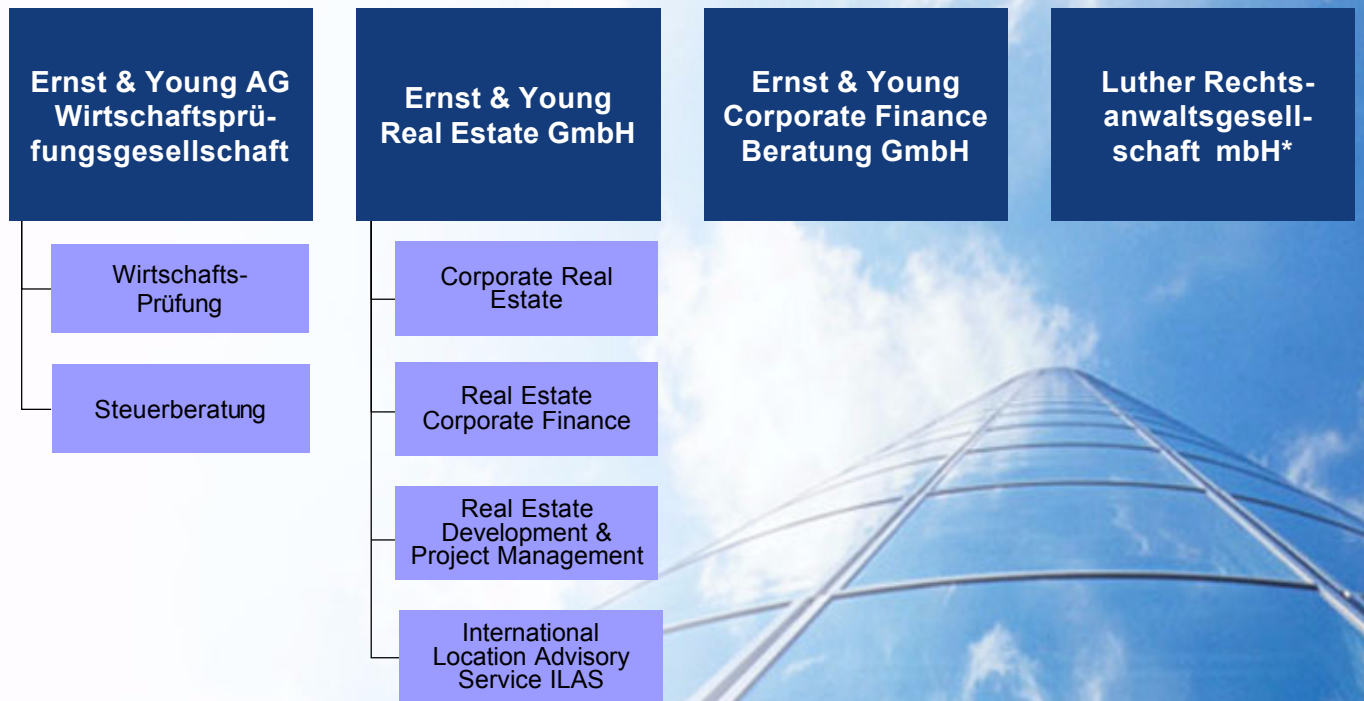 Ernst & Young AG
Wirtschaftsprü-
fungsgesellschaft
Ernst & Young
Real Estate GmbH
Ernst & Young
Corporate Finance
Beratung GmbH
Luther Rechts-
anwaltsgesell-
schaft mbH*
Wirtschafts-
Prüfung
Steuerberatung
Corporate Real
Estate
Real Estate
Corporate Finance
Real Estate
Development &
Project Management
International
Location Advisory
Service ILAS